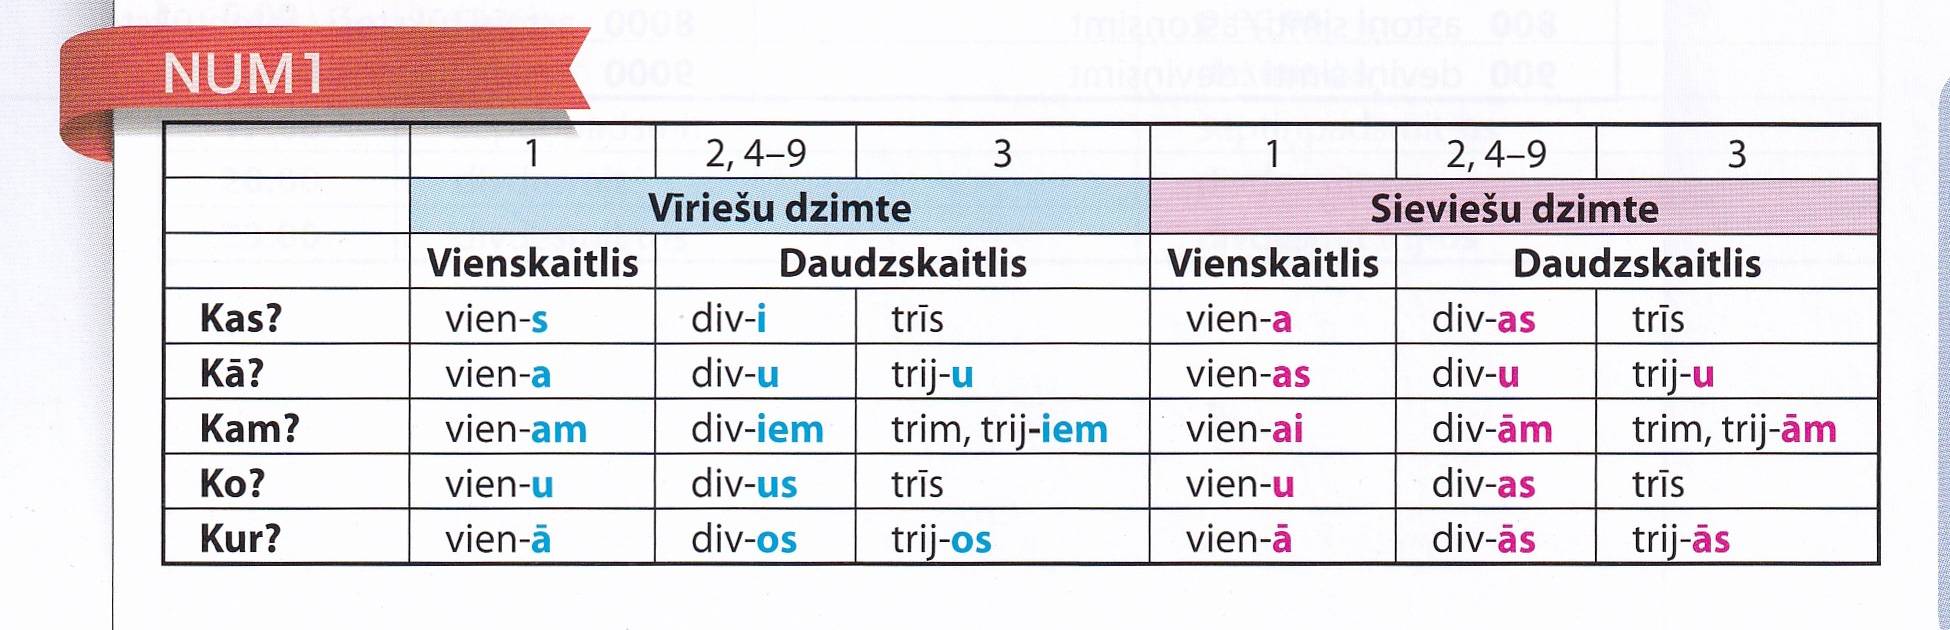 NUM1
1 2, 4–9 3 1 2, 4–9 3
Vīriešu dzimte Sieviešu dzimte
Vienskaitlis Daudzskaitlis Vienskaitlis Daudzskaitlis
Kas? vien-s div-i trīs vien-a div-as trīs
Kā? vien-a div-u trij-u vien-as div-u trij-u
Kam? vien-am div-iem trim, trij-iem vien-ai div-ām trim, trij-ām
Ko? vien-u div-us trīs vien-u div-as trīs
Kur? vien-ā div-os trij-os vien-ā div-ās trij-ās